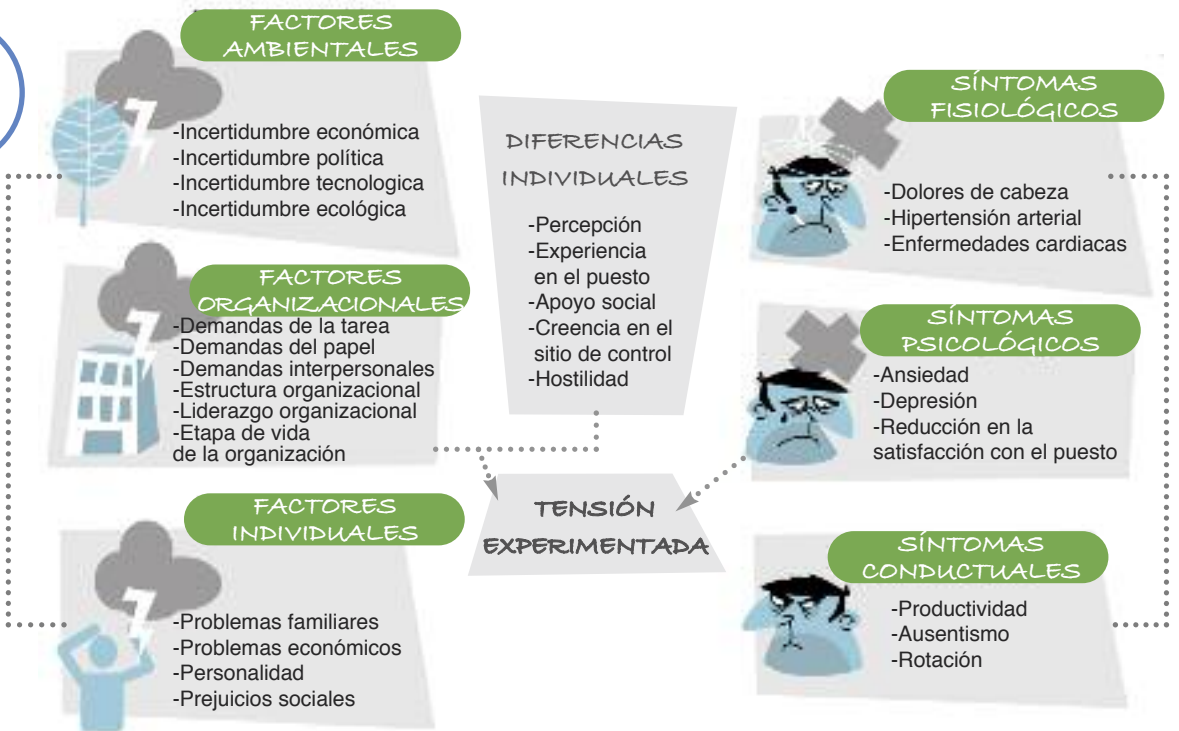 FACTORES
AMBIENTALES
-Incertidumbre económica
-Incertidumbre política
-Incertidumbre tecnologica
-Incertidumbre ecológica
FACTORES
ORGANIZACIONALES
-Demandas de la tarea
-Demandas del papel
-Demandas interpersonales
-Estructura organizacional
-Liderazgo organizacional
-Etapa de vida
de la organización
FACTORES
INDIVIDUALES
-Problemas familiares
-Problemas económicos
-Personalidad
-Prejuicios sociales
DIFERENCIAS
INDIVIDUALES
-Percepción
-Experiencia
en el puesto
-Apoyo social
-Creencia en el
sitio de control
-Hostilidad
TENSIÓN
EXPERIMENTADA
SÍNTOMAS
FISIOLÓGICOS
-Dolores de cabeza
-Hipertensión arterial
-Enfermedades cardiacas
SÍNTOMAS
PSICOLÓGICOS
-Ansiedad
-Depresión
-Reducción en la
satisfacción con el puesto
SÍNTOMAS
CONDUCTUALES
-Productividad
-Ausentismo
-Rotación